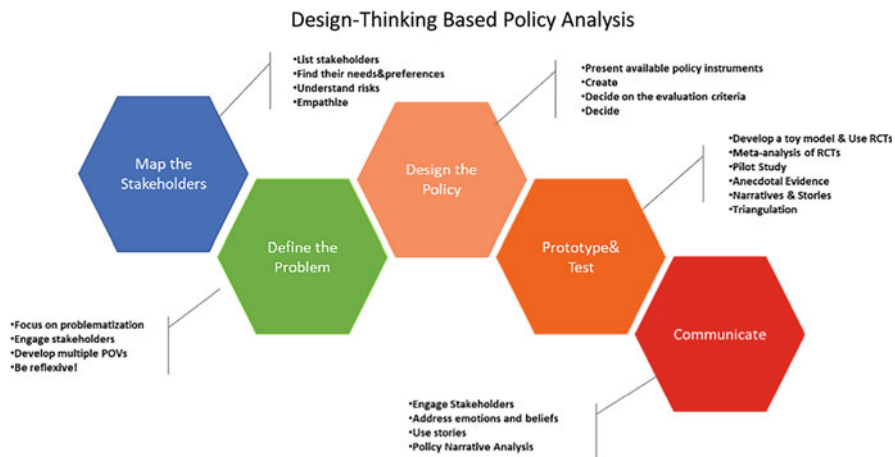 Design-Thinking Based Policy Analysis
•List stakeholders
•Find their needs&preferences
•Understand risks
•Empathize
Map the
Stakeholders
•Focus on problematization
•Engage stakeholders
•Develop multiple POVs
•Be reflexive!
Define the
Problem
•Present available policy instruments
•Create
•Decide on the evaluation criteria
•Decide
Design the
Policy
•Develop a toy model & Use RCTs
•Meta-analysis of RCTs
•Pilot Study
•Anecdotal Evidence
•Narratives & Stories
•Triangulation
Prototype&
Test
•Engage Stakeholders
•Address emotions and beliefs
•Use stories
•Policy Narrative Analysis
Communicate